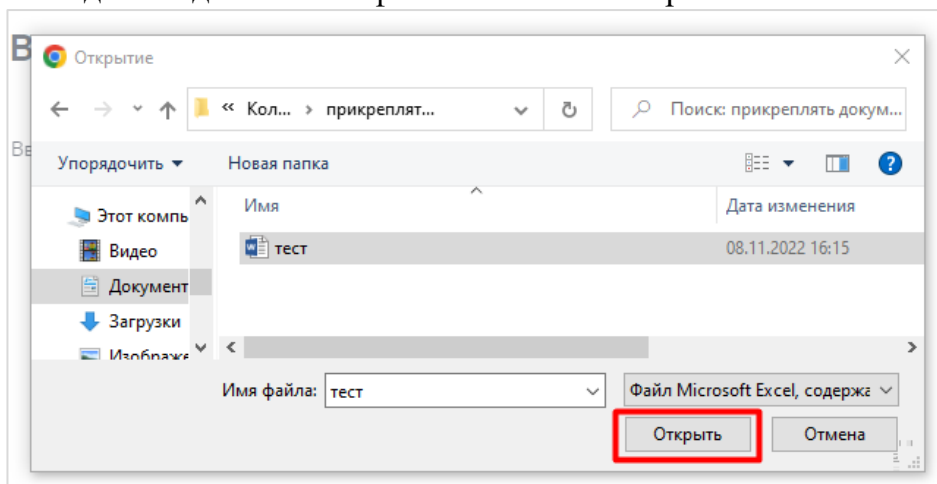 Открытие
« Кол... › прикреплят...
Поиск: прикреплять докум...
Упорядочить
Новая папка
Имя
Дата изменения
Этот компь
Видео
тест
08.11.2022 16:15
Документ
Загрузки
Имя файла: тест
Файл Microsoft Excel, содержа
Открыть
Отмена